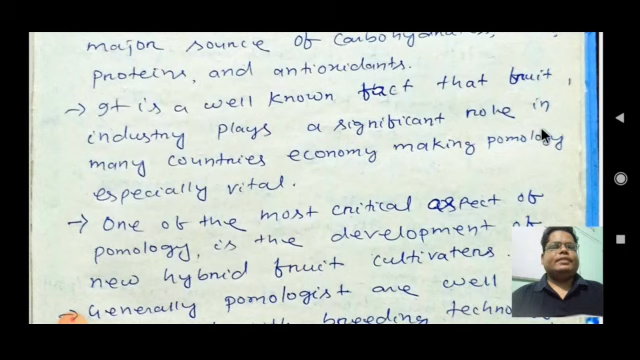 major source of carbohydrates,
proteins, and antioxidants.
→ It is a well known fact that fruit,
industry plays a significant role in
many countries economy making pomology
especially vital.
→ One of the most critical aspect of
pomology, is the development of
new hybrid fruit cultivaters.
→ Generally pomologist are well
breeding